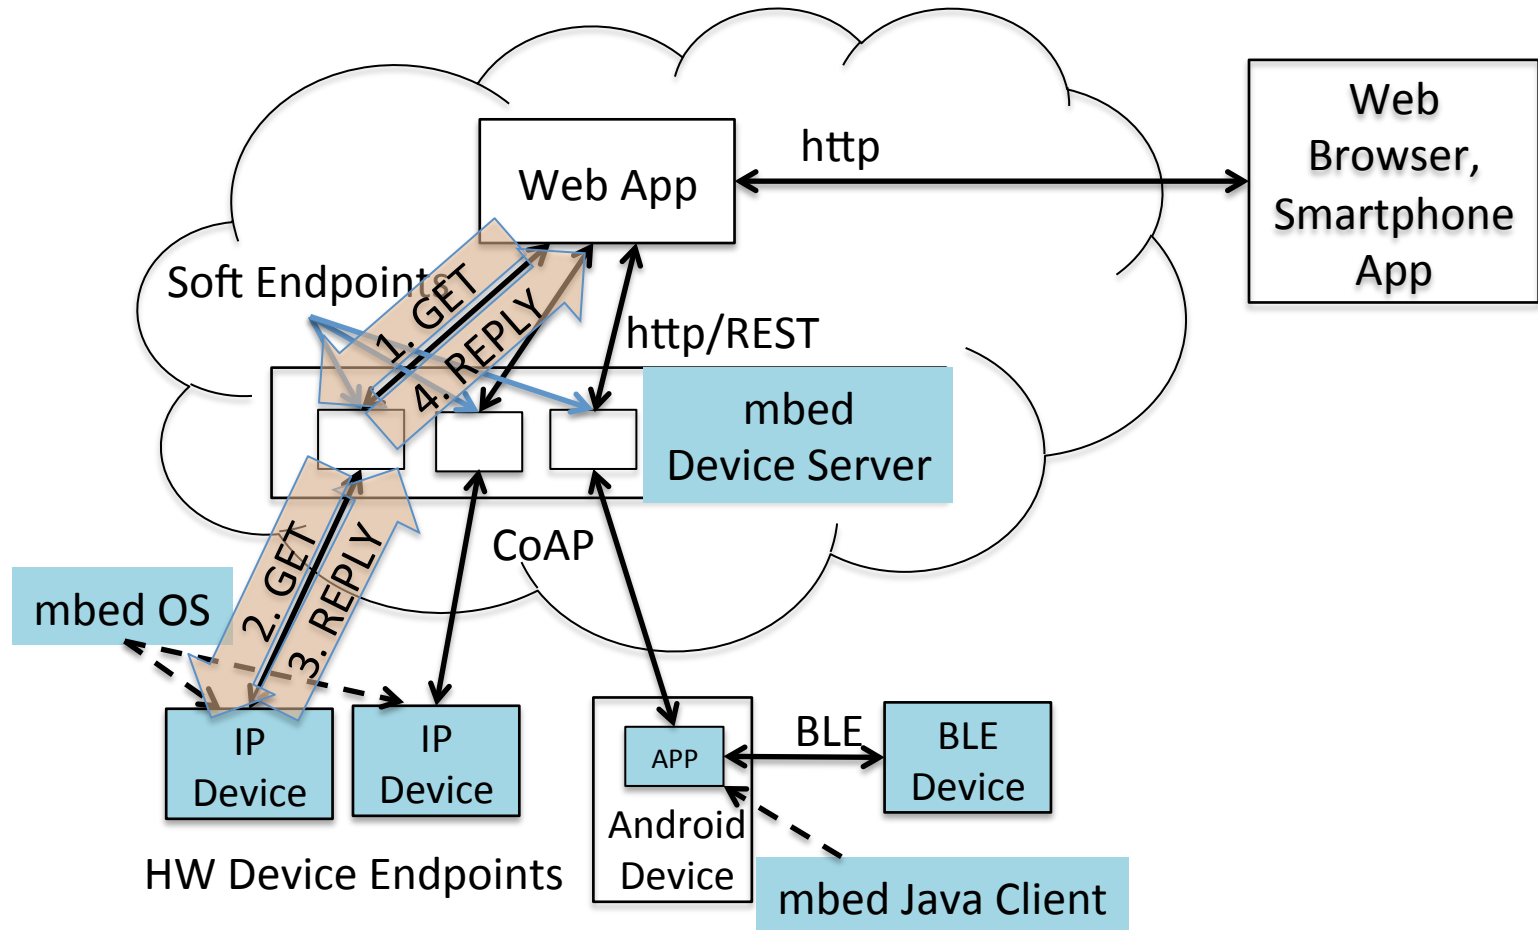 Web
Browser,
Smartphone
App
http
Web App
Soft Endpoints
1. GET
4. REPLY
http/REST
mbed
Device Server
CoAP
2. GET
3. REPLY
mbed OS
IP
Device
IP
Device
APP
BLE
BLE
Device
Android
Device
HW Device Endpoints
mbed Java Client